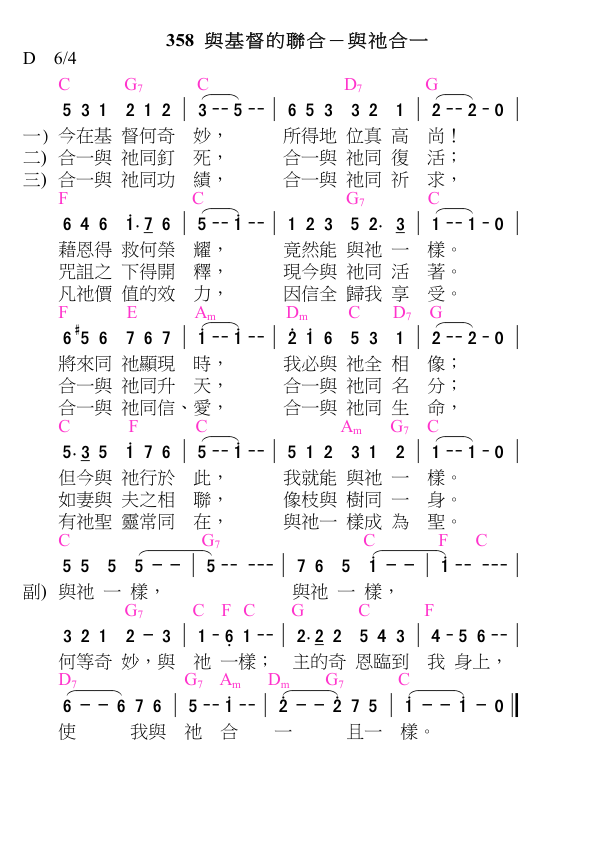 358 與基督的聯合－與祂合一
D 6/4
C G7 C D7 G
5 3 1 2 1 2 | 3 -- 5 -- | 6 5 3 3 2 1 | 2 -- 2 - 0 |
一) 今在基 督何奇 妙， 所得地 位真 高 尚！
二) 合一與 祂同釘 死， 合一與 祂同 復 活；
三) 合一與 祂同功 績， 合一與 祂同 祈 求，
F C G7 C
6 4 6 i. 7 6 | 5 -- i -- | 1 2 3 5 2. 3 | 1 -- 1 - 0 |
藉恩得 救何榮 耀， 竟然能 與祂 一 樣。
咒詛之 下得開 釋， 現今與 祂同 活 著。
凡祂價 值的效 力， 因信全 歸我 享 受。
F E Am Dm C D7 G
6 #5 6 7 6 7 | i -- i -- | 2̇ i 6 5 3 1 | 2 -- 2 - 0 |
將來同 祂顯現 時， 我必與 祂全 相 像；
合一與 祂同升 天， 合一與 祂同 名 分；
合一與 祂同信、愛， 合一與 祂同 生 命，
C F C Am G7 C
5. 3 5 i 7 6 | 5 -- i -- | 5 1 2 3 1 2 | 1 -- 1 - 0 |
但今與 祂行於 此， 我就能 與祂 一 樣。
如妻與 夫之相 聯， 像枝與 樹同 一 身。
有祂聖 靈常同 在， 與祂一 樣成 為 聖。
C G7 C F C
5 5 5 5 - - | 5 -- --- | 7 6 5 i - - | i -- --- |
副) 與祂 一 樣， 與祂 一 樣，
G7 C F C G C F
3 2 1 2 - 3 | 1 - 6̣ 1 -- | 2. 2 2 5 4 3 | 4 - 5 6 -- |
何等奇 妙，與 祂 一樣； 主的奇 恩臨到 我 身上，
D7 G7 Am Dm G7 C
6 - - 6 7 6 | 5 -- i -- | 2̇ - - 2̇ 7 5 | i - - i - 0 ||
使 我與 祂 合 一 且一 樣。